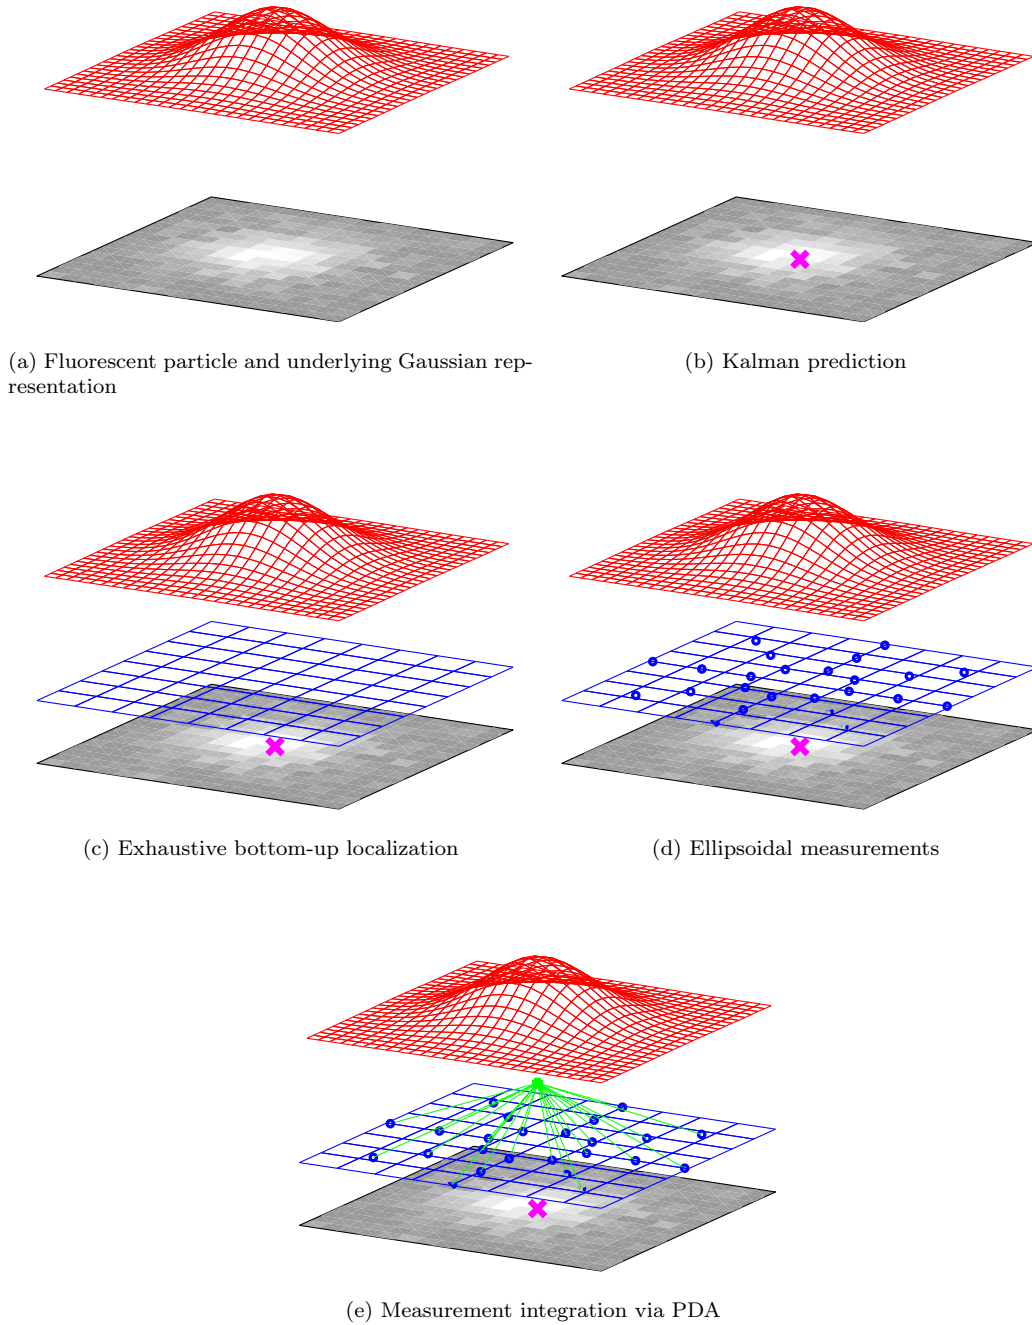 (a) Fluorescent particle and underlying Gaussian rep-
resentation
(b) Kalman prediction
(c) Exhaustive bottom-up localization
(d) Ellipsoidal measurements
(e) Measurement integration via PDA